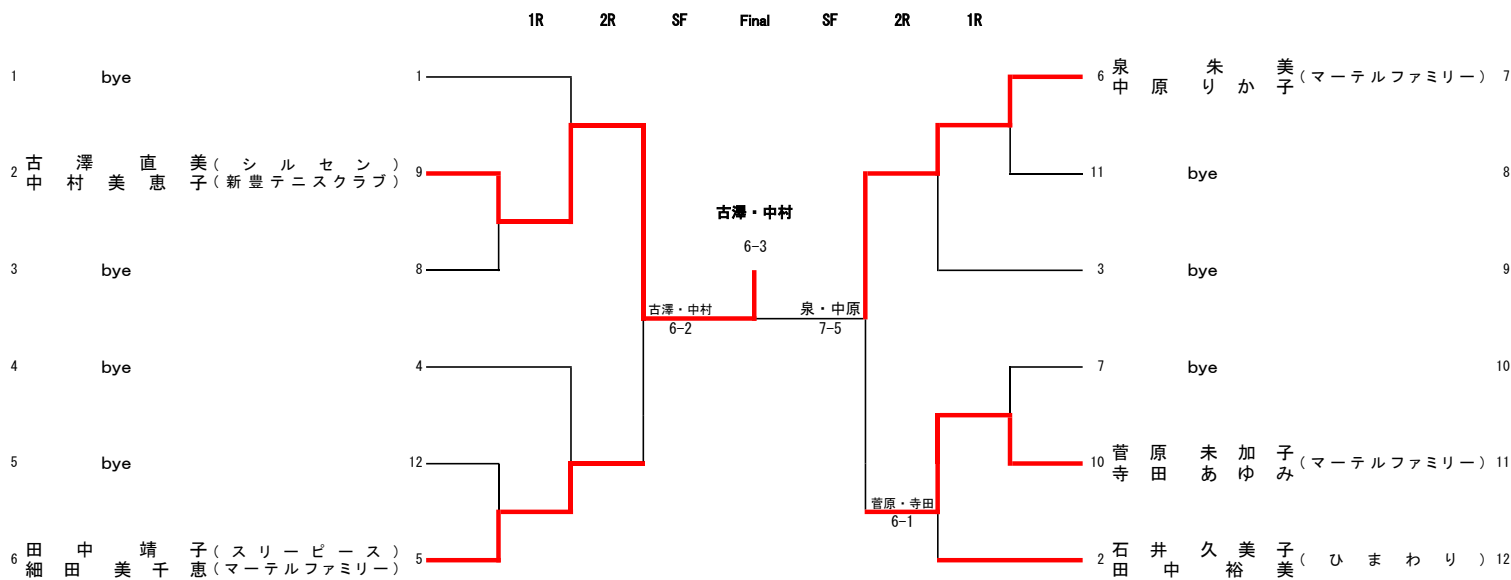 1R 2R SF Final SF 2R 1R
1 bye 1
2 古澤直美(シルセン) 9
中村美恵子(新豊テニスクラブ)
3 bye 8
4 bye 4
5 bye 12
6 田中靖子(スリーピース) 5
細田美千恵(マーテルファミリー)
古澤・中村
6-2
古澤・中村
6-3
泉・中原
7-5
菅原・寺田
6-1
6 泉朱美(マーテルファミリー) 7
中原りか子
11 bye 8
3 bye 9
7 bye 10
10 菅原未加子(マーテルファミリー) 11
寺田あゆみ
2 石井久美子(ひまわり) 12
田中裕美